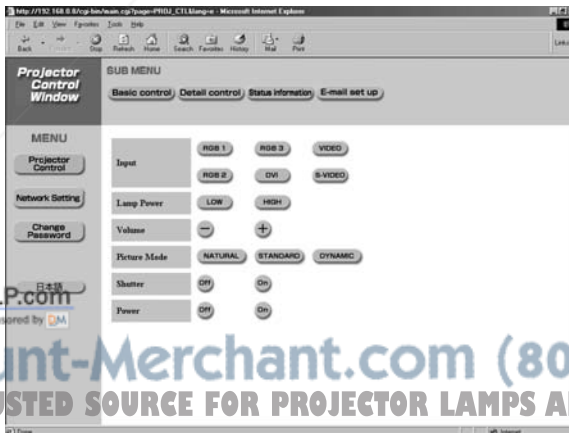 http://192.168.0.8/cgi-bin/main.cgi?page=PROJ_CTL&lang=e - Microsoft Internet Explorer
File Edit View Favorites Tools Help
Back Stop Refresh Home Search Favorites History Mail Print
Links
Projector Control Window
SUB MENU
Basic control Detail control Status information E-mail set up
MENU
Projector Control
Network Setting
Change Password
日本語
Input
RGB 1 RGB 3 VIDEO
RGB 2 DVI S-VIDEO
Lamp Power LOW HIGH
Volume − +
Picture Mode NATURAL STANDARD DYNAMIC
Shutter Off On
Power Off On
P.com
sored by DM
unt-Merchant.com (80
USTED SOURCE FOR PROJECTOR LAMPS A
Done
Internet